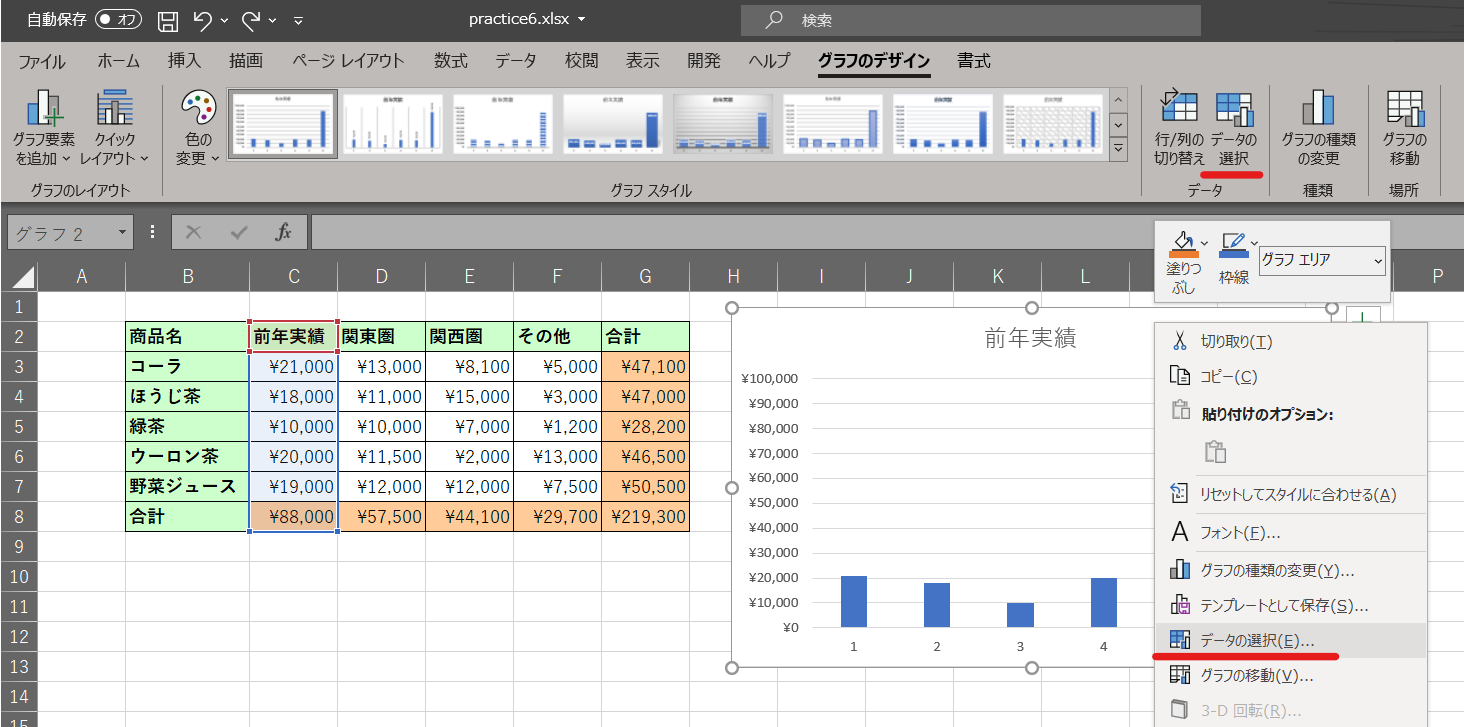 自動保存 オフ practice6.xlsx 検索
ファイル ホーム 挿入 描画 ページ レイアウト 数式 データ 校閲 表示 開発 ヘルプ グラフのデザイン 書式
グラフ要素 クイック 色の 行/列の データの グラフの種類 グラフの
を追加 レイアウト 変更 切り替え 選択 の変更 移動
グラフのレイアウト グラフ スタイル データ 種類 場所
グラフ 2 fx
塗りつ
ぶし
枠線
グラフ エリア
A B C D E F G H I J K L P
1
2 商品名 前年実績 関東圏 関西圏 その他 合計
3 コーラ ¥21,000 ¥13,000 ¥8,100 ¥5,000 ¥47,100
4 ほうじ茶 ¥18,000 ¥11,000 ¥15,000 ¥3,000 ¥47,000
5 緑茶 ¥10,000 ¥10,000 ¥7,000 ¥1,200 ¥28,200
6 ウーロン茶 ¥20,000 ¥11,500 ¥2,000 ¥13,000 ¥46,500
7 野菜ジュース ¥19,000 ¥12,000 ¥12,000 ¥7,500 ¥50,500
8 合計 ¥88,000 ¥57,500 ¥44,100 ¥29,700 ¥219,300
9
10
11
12
13
14
15
前年実績
¥100,000
¥90,000
¥80,000
¥70,000
¥60,000
¥50,000
¥40,000
¥30,000
¥20,000
¥10,000
¥0
1 2 3 4
切り取り(T)
コピー(C)
貼り付けのオプション:
リセットしてスタイルに合わせる(A)
A フォント(F)...
グラフの種類の変更(Y)...
テンプレートとして保存(S)...
データの選択(E)...
グラフの移動(V)...
3-D 回転(R)...